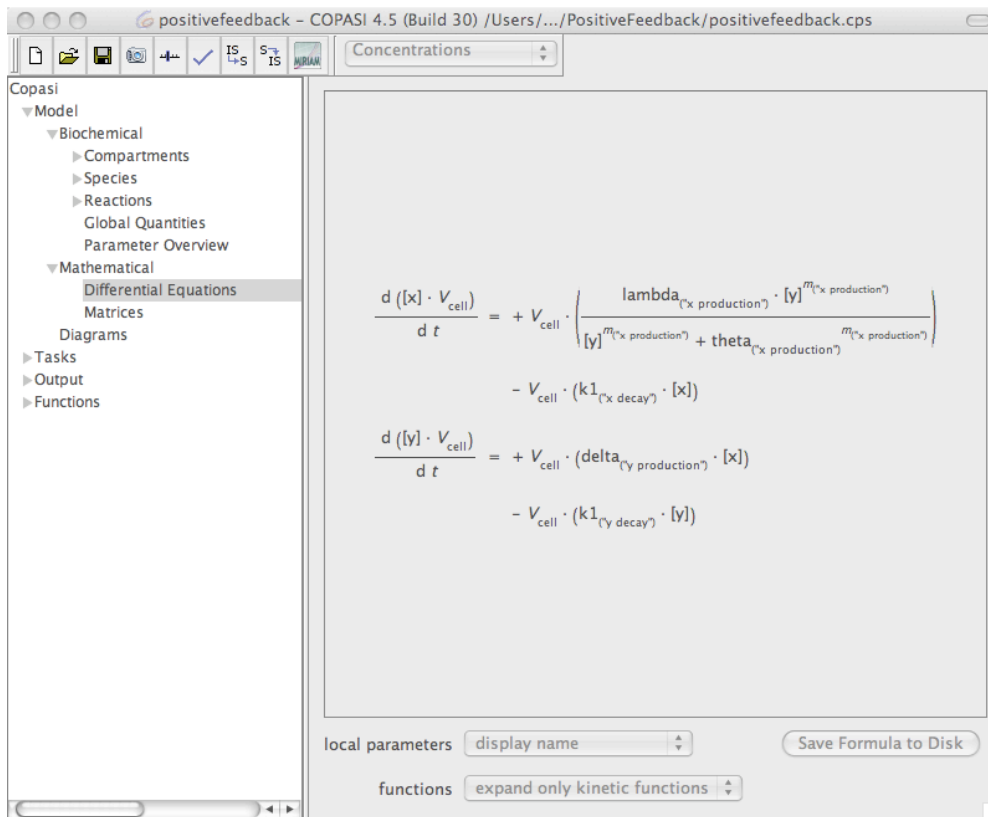 positivefeedback – COPASI 4.5 (Build 30) /Users/.../PositiveFeedback/positivefeedback.cps
IS S S IS MIRIAM Concentrations
Copasi
Model
Biochemical
Compartments
Species
Reactions
Global Quantities
Parameter Overview
Mathematical
Differential Equations
Matrices
Diagrams
Tasks
Output
Functions
d ([x] · V_cell) / d t = + V_cell · (lambda_("x production") · [y]^m_("x production") / [y]^m_("x production") + theta_("x production")^m_("x production"))
– V_cell · (k1_("x decay") · [x])
d ([y] · V_cell) / d t = + V_cell · (delta_("y production") · [x])
– V_cell · (k1_("y decay") · [y])
local parameters display name Save Formula to Disk
functions expand only kinetic functions